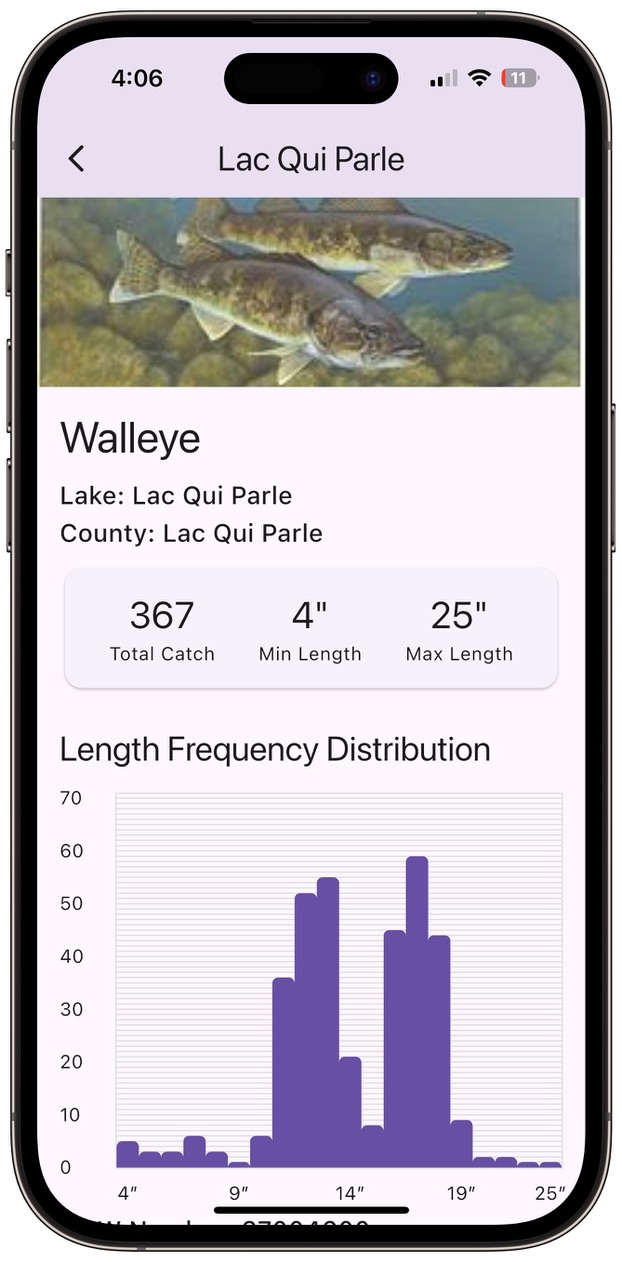 4:06
11
Lac Qui Parle
Walleye
Lake: Lac Qui Parle
County: Lac Qui Parle
367 4" 25"
Total Catch Min Length Max Length
Length Frequency Distribution
70
60
50
40
30
20
10
0
4″ 9″ 14″ 19″ 25″